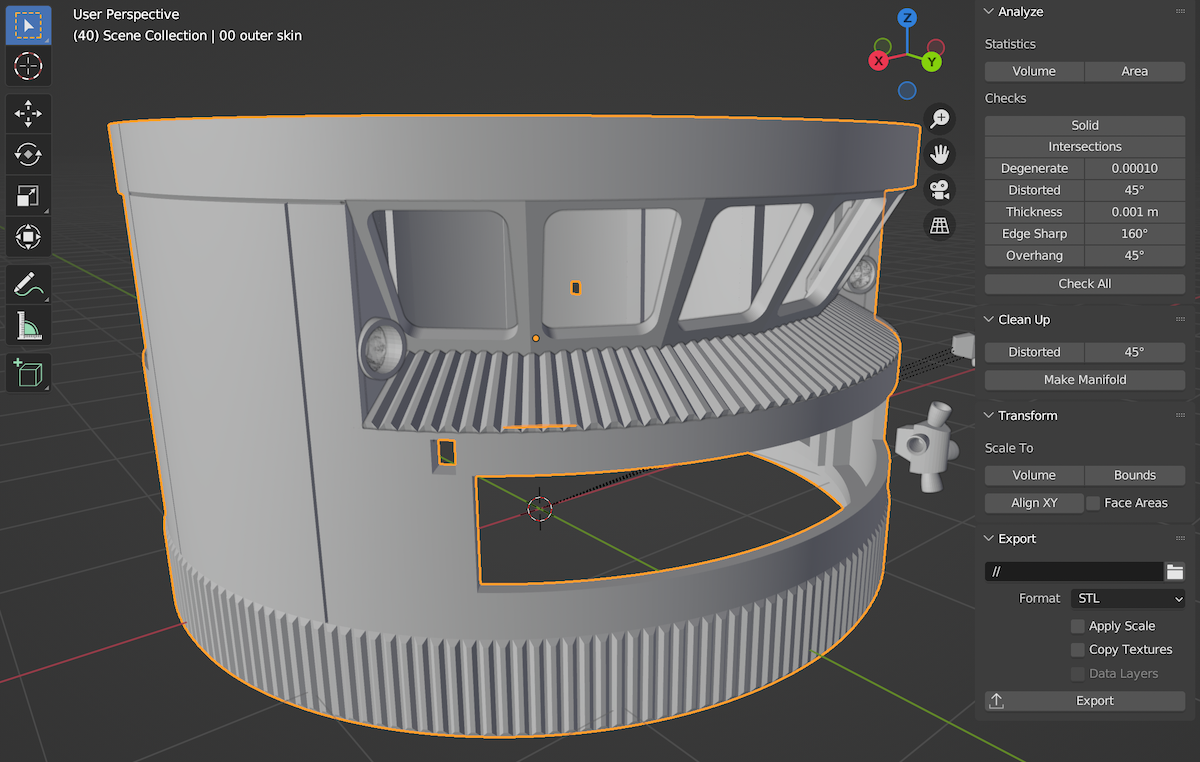 User Perspective
(40) Scene Collection | 00 outer skin
Z
X
Y
Analyze
Statistics
Volume Area
Checks
Solid
Intersections
Degenerate 0.00010
Distorted 45°
Thickness 0.001 m
Edge Sharp 160°
Overhang 45°
Check All
Clean Up
Distorted 45°
Make Manifold
Transform
Scale To
Volume Bounds
Align XY Face Areas
Export
//
Format STL
Apply Scale
Copy Textures
Data Layers
Export